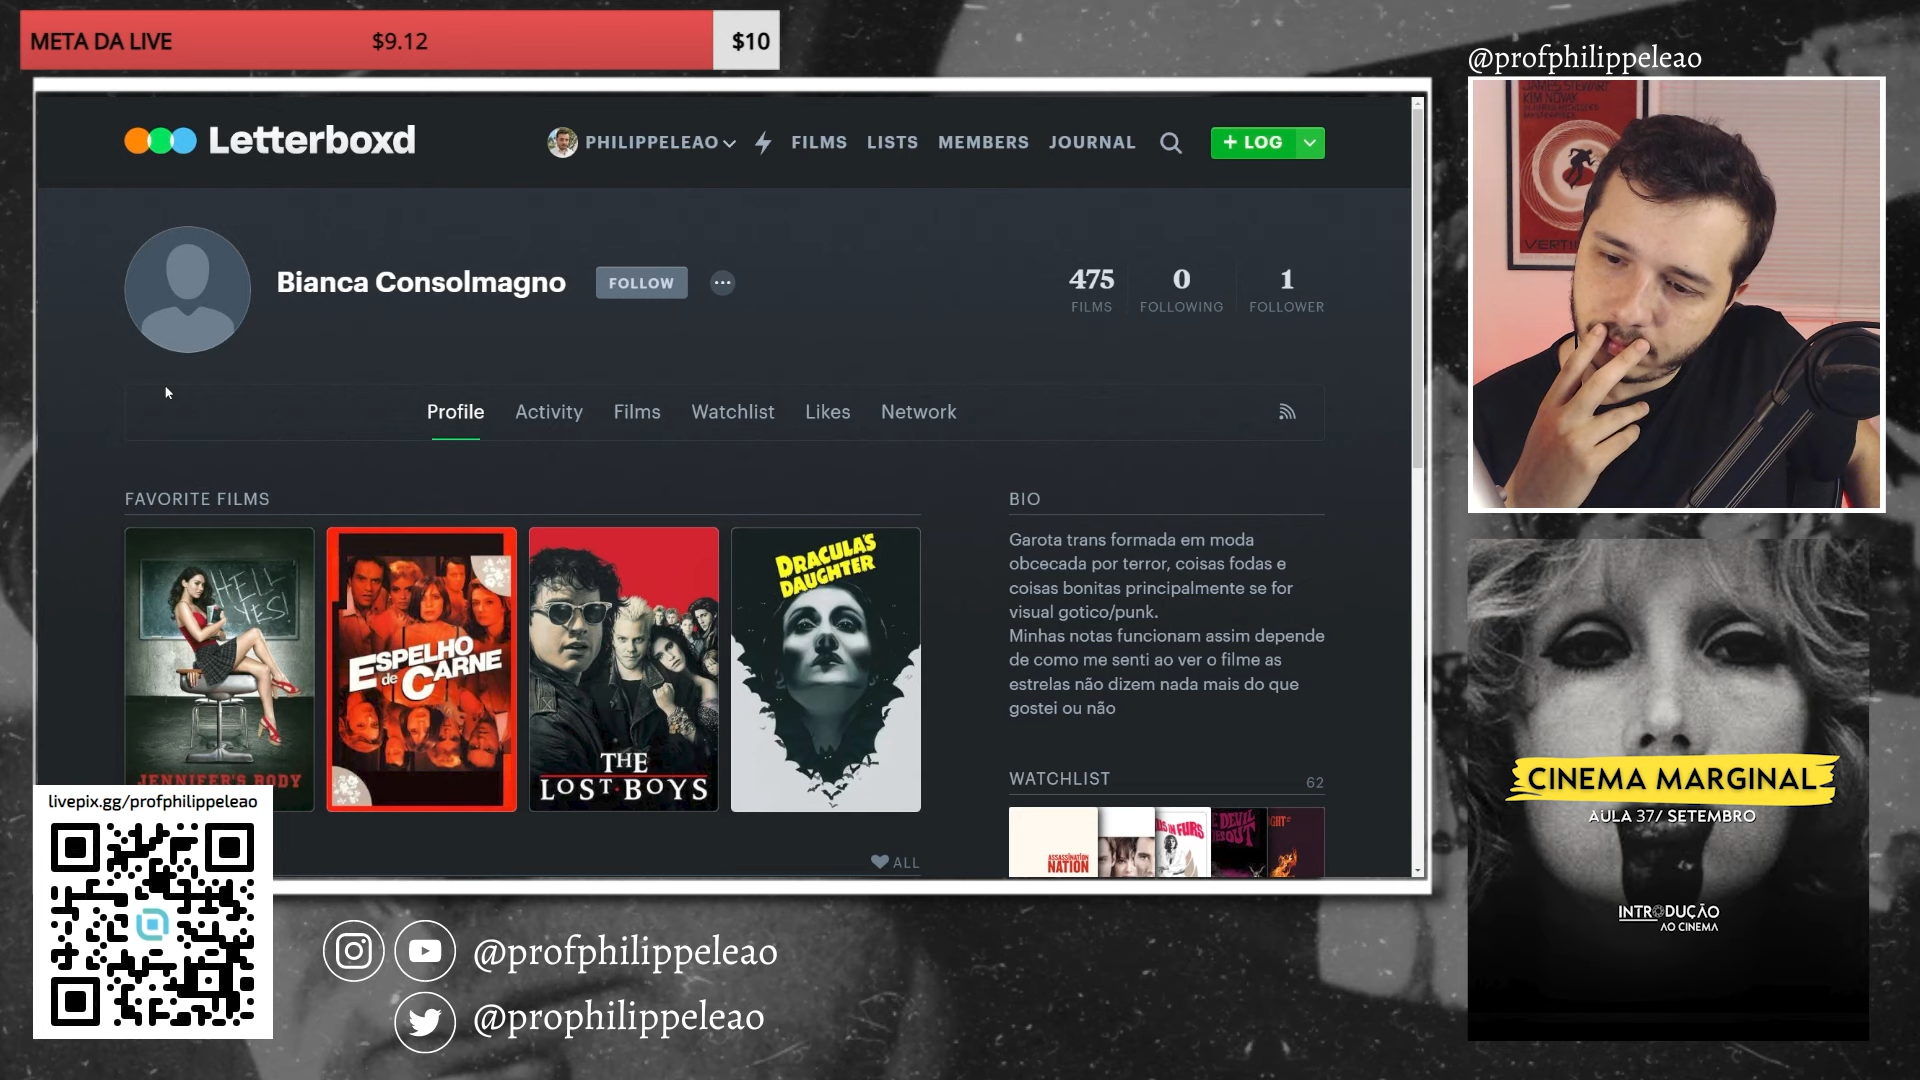 META DA LIVE
$9.12
$10
@profphilippeleao
JAMES STEWART
KIM NOVAK
Letterboxd
PHILIPPELEAO
FILMS
LISTS
MEMBERS
JOURNAL
+ LOG
Bianca Consolmagno
FOLLOW
475
FILMS
0
FOLLOWING
1
FOLLOWER
Profile
Activity
Films
Watchlist
Likes
Network
FAVORITE FILMS
HELL YES!
JENNIFER'S BODY
ESPELHO
de CARNE
THE
LOST BOYS
DRACULA'S
DAUGHTER
ALL
BIO
Garota trans formada em moda
obcecada por terror, coisas fodas e
coisas bonitas principalmente se for
visual gotico/punk.
Minhas notas funcionam assim depende
de como me senti ao ver o filme as
estrelas não dizem nada mais do que
gostei ou não
WATCHLIST
62
ASSASSINATION
NATION
IN FURS
DEVIL
livepix.gg/profphilippeleao
@profphilippeleao
@prophilippeleao
CINEMA MARGINAL
AULA 37/ SETEMBRO
INTRODUÇÃO
AO CINEMA